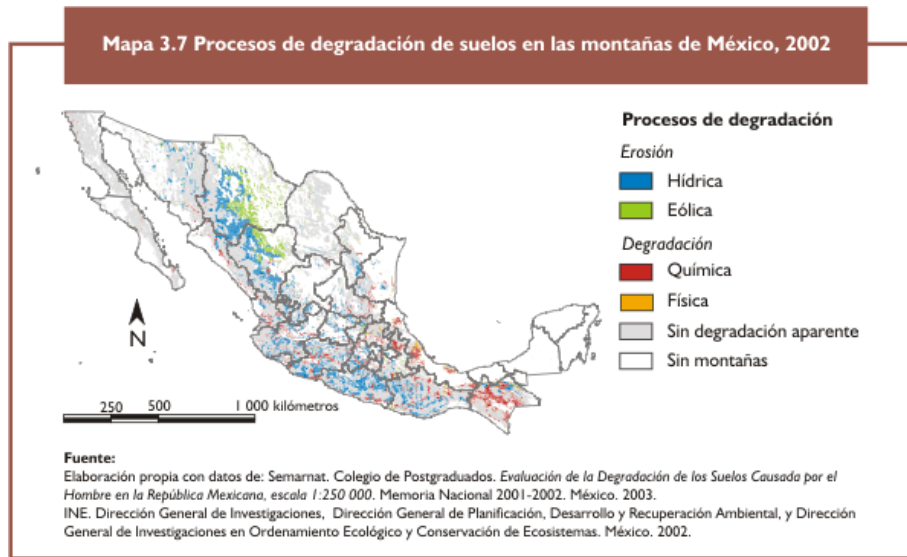 Mapa 3.7 Procesos de degradación de suelos en las montañas de México, 2002
Procesos de degradación
Erosión
Hídrica
Eólica
Degradación
Química
Física
Sin degradación aparente
Sin montañas
N
250 500 1 000 kilómetros
Fuente:
Elaboración propia con datos de: Semarnat. Colegio de Postgraduados. Evaluación de la Degradación de los Suelos Causada por el
Hombre en la República Mexicana, escala 1:250 000. Memoria Nacional 2001-2002. México. 2003.
INE. Dirección General de Investigaciones, Dirección General de Planificación, Desarrollo y Recuperación Ambiental, y Dirección
General de Investigaciones en Ordenamiento Ecológico y Conservación de Ecosistemas. México. 2002.